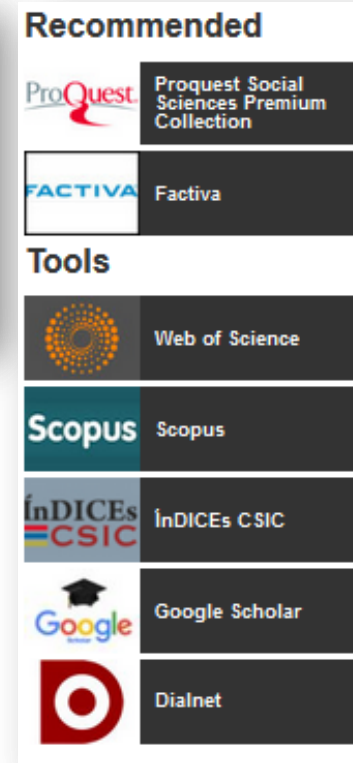 Recommended
ProQuest
Proquest Social
Sciences Premium
Collection
FACTIVA
Factiva
Tools
Web of Science
Scopus
Scopus
ÍnDICEs
CSIC
ÍnDICEs CSIC
Google
Google Scholar
Dialnet